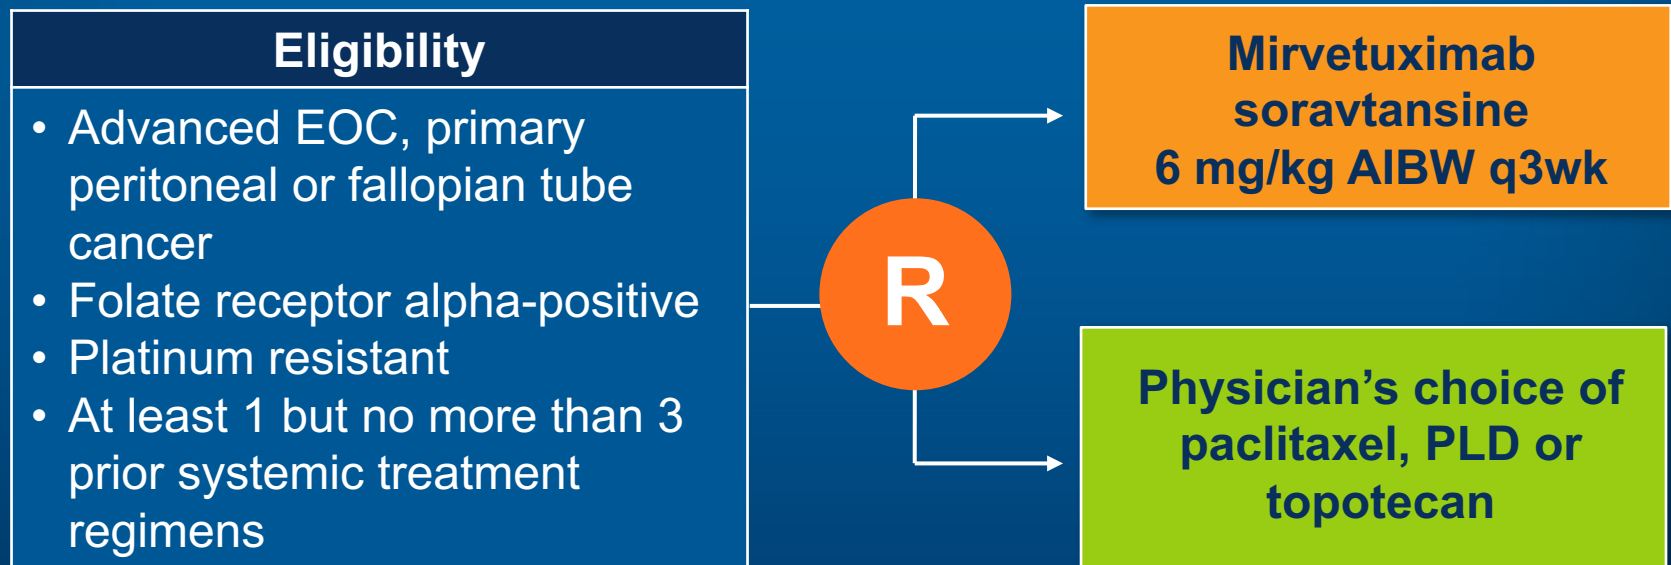 Eligibility
• Advanced EOC, primary
peritoneal or fallopian tube
cancer
• Folate receptor alpha-positive
• Platinum resistant
• At least 1 but no more than 3
prior systemic treatment
regimens
R
Mirvetuximab
soravtansine
6 mg/kg AIBW q3wk
Physician’s choice of
paclitaxel, PLD or
topotecan